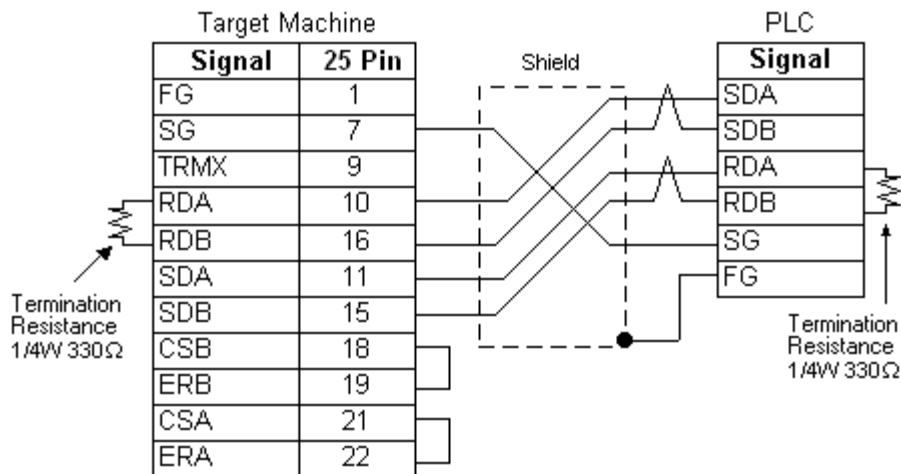 Target Machine
Signal 25 Pin
FG 1
SG 7
TRMX 9
RDA 10
RDB 16
SDA 11
SDB 15
CSB 18
ERB 19
CSA 21
ERA 22
Termination
Resistance
1/4W 330Ω
Shield
PLC
Signal
SDA
SDB
RDA
RDB
SG
FG
Termination
Resistance
1/4W 330Ω